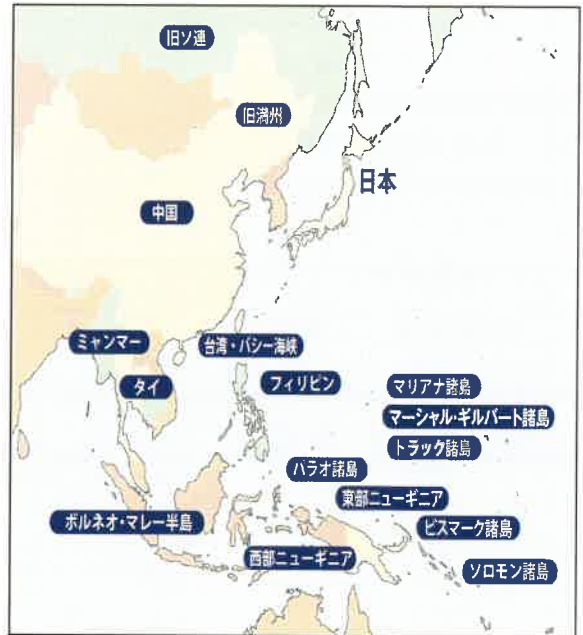 旧ソ連
旧満州
日本
中国
ミャンマー
台湾・バシー海峡
タイ
フィリピン
マリアナ諸島
マーシャル・ギルバート諸島
トラック諸島
パラオ諸島
東部ニューギニア
ボルネオ・マレー半島
ビスマーク諸島
西部ニューギニア
ソロモン諸島